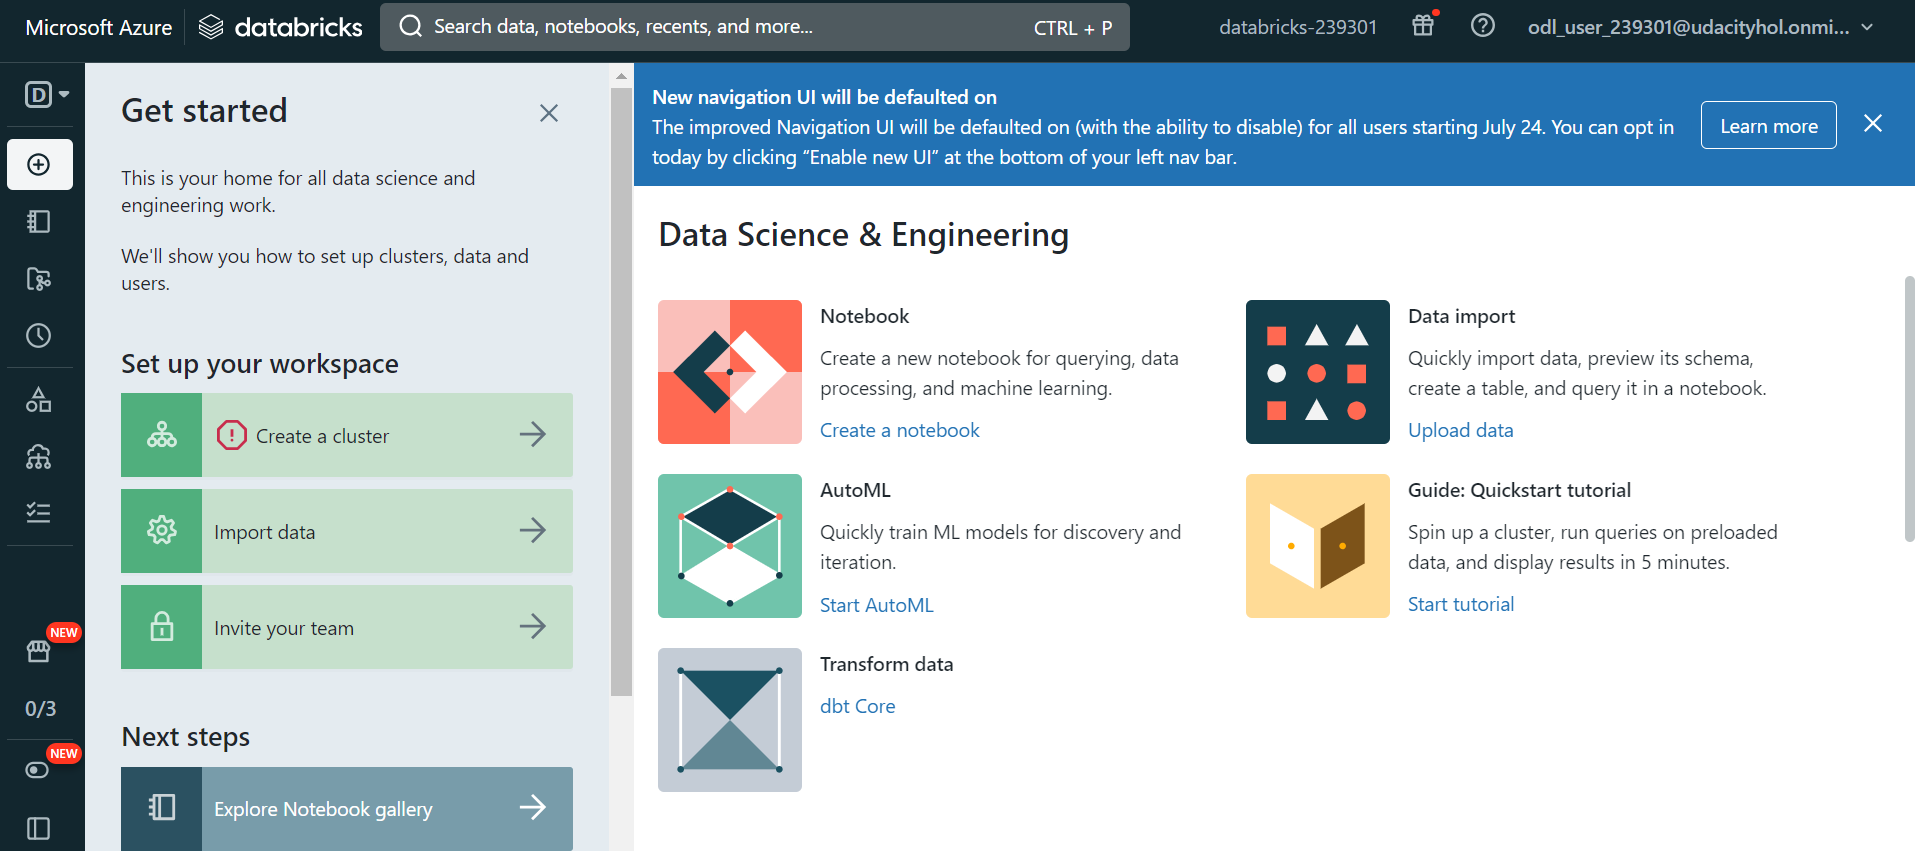 Microsoft Azure
databricks
Search data, notebooks, recents, and more...
CTRL + P
databricks-239301
odl_user_239301@udacityhol.onmi...
D
Get started
This is your home for all data science and
engineering work.
We'll show you how to set up clusters, data and
users.
Set up your workspace
Create a cluster
Import data
Invite your team
Next steps
Explore Notebook gallery
NEW
0/3
NEW
New navigation UI will be defaulted on
The improved Navigation UI will be defaulted on (with the ability to disable) for all users starting July 24. You can opt in
today by clicking “Enable new UI” at the bottom of your left nav bar.
Learn more
Data Science & Engineering
Notebook
Create a new notebook for querying, data
processing, and machine learning.
Create a notebook
Data import
Quickly import data, preview its schema,
create a table, and query it in a notebook.
Upload data
AutoML
Quickly train ML models for discovery and
iteration.
Start AutoML
Guide: Quickstart tutorial
Spin up a cluster, run queries on preloaded
data, and display results in 5 minutes.
Start tutorial
Transform data
dbt Core